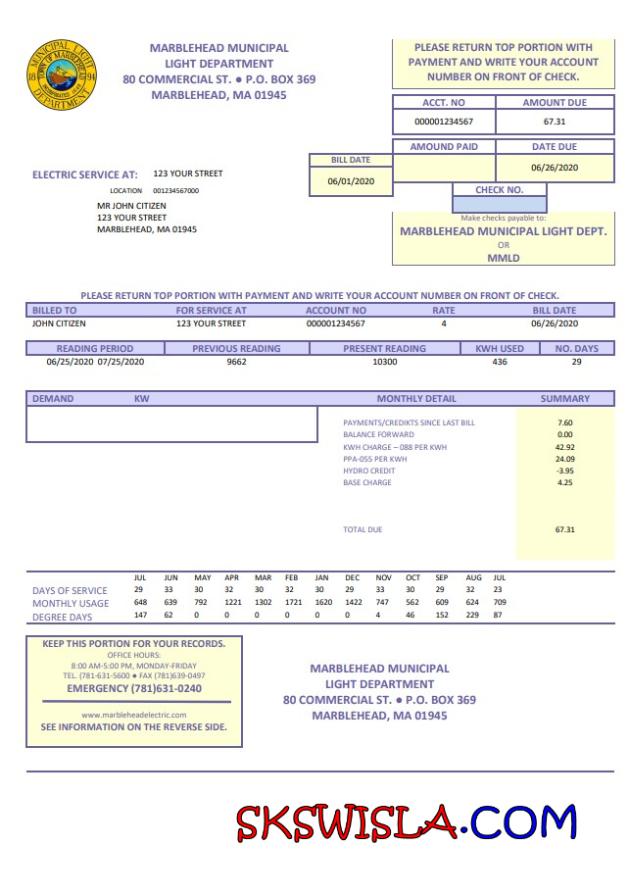 MUNICIPAL LIGHT
TOWN OF MARBLEHEAD
18 94
DEPARTMENT
MARBLEHEAD MUNICIPAL
LIGHT DEPARTMENT
80 COMMERCIAL ST. ● P.O. BOX 369
MARBLEHEAD, MA 01945
PLEASE RETURN TOP PORTION WITH
PAYMENT AND WRITE YOUR ACCOUNT
NUMBER ON FRONT OF CHECK.
ACCT. NO AMOUNT DUE
000001234567 67.31
AMOUND PAID DATE DUE
06/26/2020
BILL DATE
06/01/2020
CHECK NO.
Make checks payable to:
MARBLEHEAD MUNICIPAL LIGHT DEPT.
OR
MMLD
ELECTRIC SERVICE AT: 123 YOUR STREET
LOCATION 001234567000
MR JOHN CITIZEN
123 YOUR STREET
MARBLEHEAD, MA 01945
PLEASE RETURN TOP PORTION WITH PAYMENT AND WRITE YOUR ACCOUNT NUMBER ON FRONT OF CHECK.
BILLED TO FOR SERVICE AT ACCOUNT NO RATE BILL DATE
JOHN CITIZEN 123 YOUR STREET 000001234567 4 06/26/2020
READING PERIOD PREVIOUS READING PRESENT READING KWH USED NO. DAYS
06/25/2020 07/25/2020 9662 10300 436 29
DEMAND KW MONTHLY DETAIL SUMMARY
PAYMENTS/CREDIKTS SINCE LAST BILL 7.60
BALANCE FORWARD 0.00
KWH CHARGE – 088 PER KWH 42.92
PPA-055 PER KWH 24.09
HYDRO CREDIT -3.95
BASE CHARGE 4.25
TOTAL DUE 67.31
JUL JUN MAY APR MAR FEB JAN DEC NOV OCT SEP AUG JUL
DAYS OF SERVICE 29 33 30 32 30 32 30 29 33 30 29 32 23
MONTHLY USAGE 648 639 792 1221 1302 1721 1620 1422 747 562 609 624 709
DEGREE DAYS 147 62 0 0 0 0 0 0 4 46 152 229 87
KEEP THIS PORTION FOR YOUR RECORDS.
OFFICE HOURS:
8:00 AM-5:00 PM, MONDAY-FRIDAY
TEL. (781-631-5600 ● FAX (781)639-0497
EMERGENCY (781)631-0240
www.marbleheadelectric.com
SEE INFORMATION ON THE REVERSE SIDE.
MARBLEHEAD MUNICIPAL
LIGHT DEPARTMENT
80 COMMERCIAL ST. ● P.O. BOX 369
MARBLEHEAD, MA 01945
SKSWISLA.COM